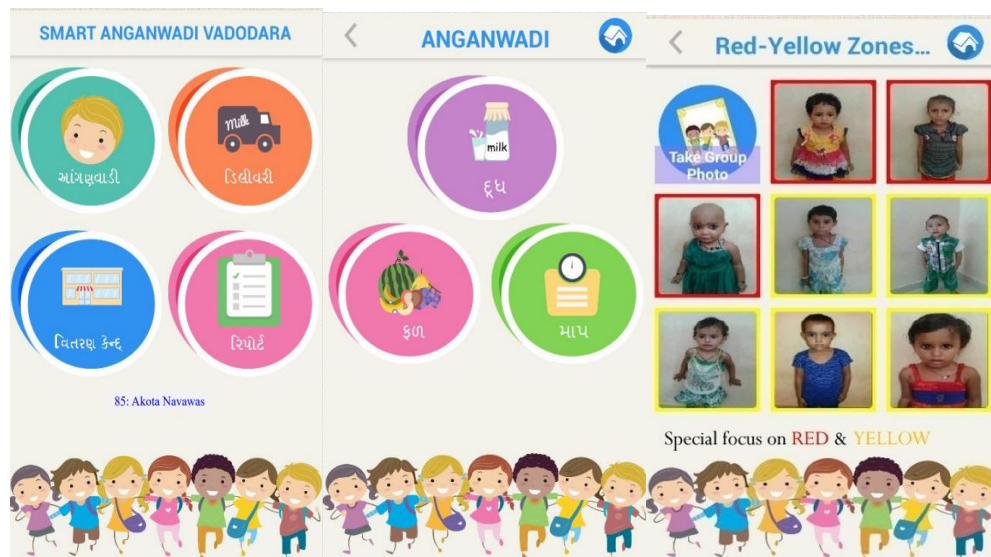 SMART ANGANWADI VADODARA
આંગણવાડી
Milk
ડિલીવરી
વિતરણ કેન્દ્ર
રિપોર્ટ
85: Akota Navawas
ANGANWADI
milk
દૂધ
ફળ
માપ
Red-Yellow Zones...
Take Group
Photo
Special focus on RED & YELLOW